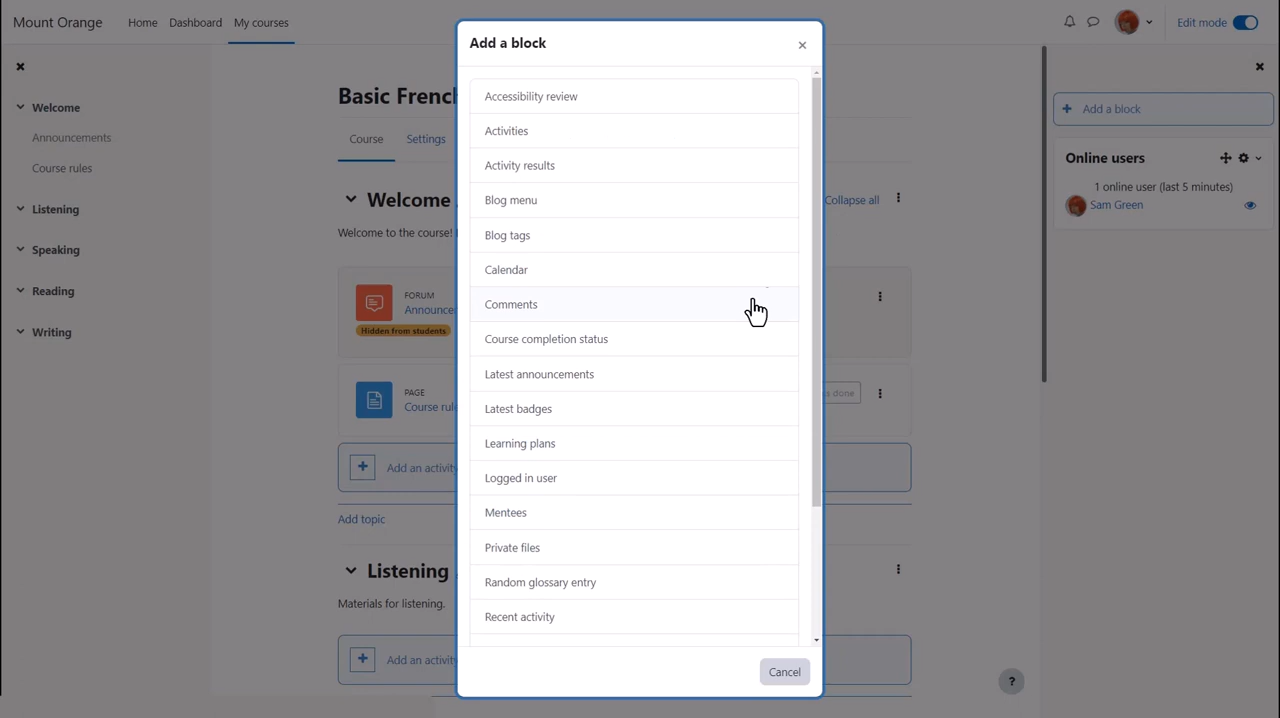 Mount Orange
Home
Dashboard
My courses
Edit mode
Welcome
Announcements
Course rules
Listening
Speaking
Reading
Writing
Course
Settings
Welcome
Collapse all
Welcome to the course!
FORUM
Hidden from students
PAGE
Course
done
Add an activity
Add topic
Listening
Materials for listening.
Add an activity
Add a block
Accessibility review
Activities
Activity results
Blog menu
Blog tags
Calendar
Comments
Course completion status
Latest announcements
Latest badges
Learning plans
Logged in user
Mentees
Private files
Random glossary entry
Recent activity
Cancel
Add a block
Online users
1 online user (last 5 minutes)
Sam Green
?